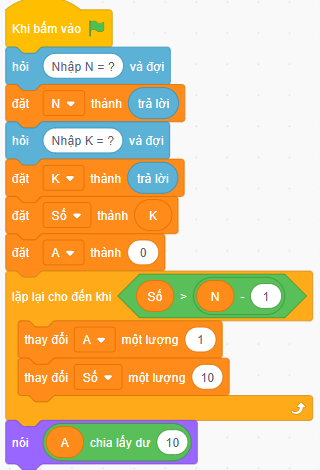 Khi bấm vào
hỏi Nhập N = ? và đợi
đặt N thành trả lời
hỏi Nhập K = ? và đợi
đặt K thành trả lời
đặt Số thành K
đặt A thành 0
lặp lại cho đến khi Số > N - 1
thay đổi A một lượng 1
thay đổi Số một lượng 10
nói A chia lấy dư 10